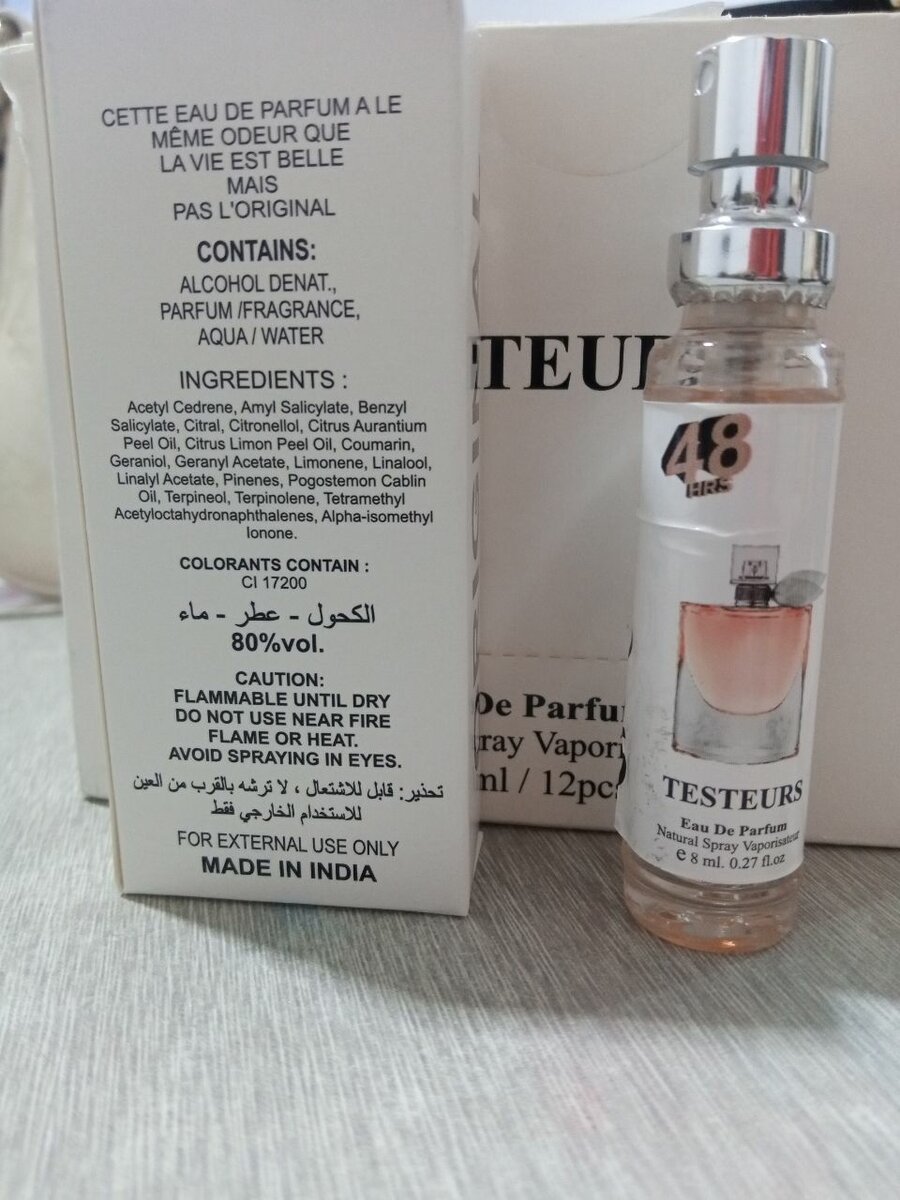 CETTE EAU DE PARFUM A LE
MÊME ODEUR QUE
LA VIE EST BELLE
MAIS
PAS L'ORIGINAL
CONTAINS:
ALCOHOL DENAT.,
PARFUM /FRAGRANCE,
AQUA / WATER
INGREDIENTS :
Acetyl Cedrene, Amyl Salicylate, Benzyl
Salicylate, Citral, Citronellol, Citrus Aurantium
Peel Oil, Citrus Limon Peel Oil, Coumarin,
Geraniol, Geranyl Acetate, Limonene, Linalool,
Linalyl Acetate, Pinenes, Pogostemon Cablin
Oil, Terpineol, Terpinolene, Tetramethyl
Acetyloctahydronaphthalenes, Alpha-isomethyl
Ionone.
COLORANTS CONTAIN :
CI 17200
الكحول - عطر - ماء
80%vol.
CAUTION:
FLAMMABLE UNTIL DRY
DO NOT USE NEAR FIRE
FLAME OR HEAT.
AVOID SPRAYING IN EYES.
تحذير: قابل للاشتعال ، لا ترشه بالقرب من العين
للاستخدام الخارجي فقط
FOR EXTERNAL USE ONLY
MADE IN INDIA
TEU
De Parfu
ray Vapori
ml / 12pc
48
HRS
TESTEURS
Eau De Parfum
Natural Spray Vaporisateur
e 8 ml. 0.27 fl.oz